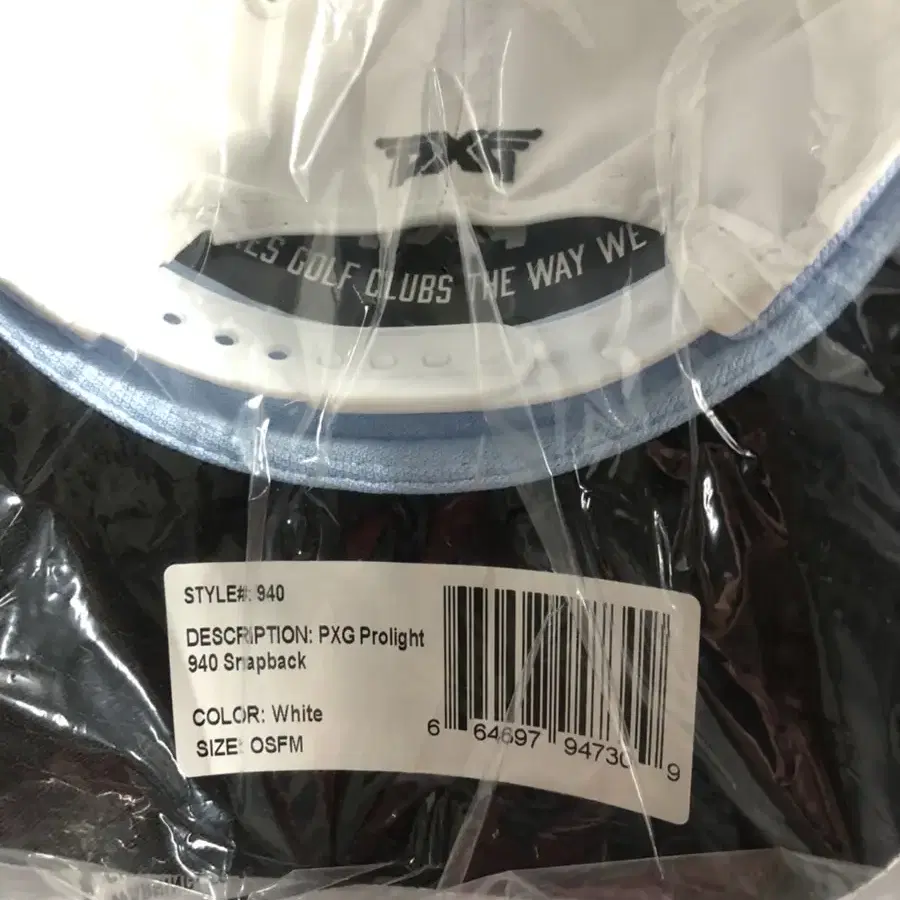 PXG
GOLF CLUBS THE WAY WE
STYLE#: 940
DESCRIPTION: PXG Prolight
940 Snapback
COLOR: White
SIZE: OSFM
6 64697 94730 9